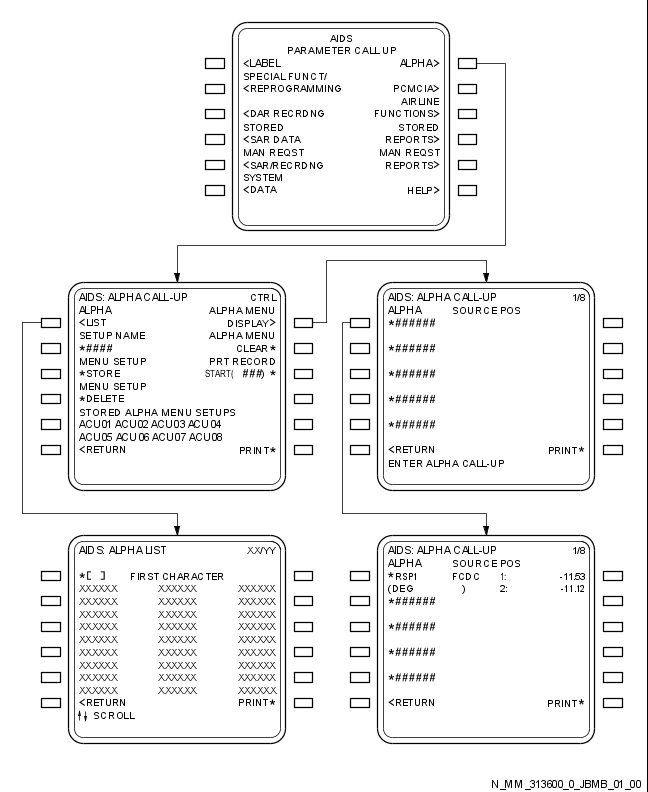 AIDS
PARAMETER CALL UP
<LABEL ALPHA>
SPECIAL FUNCT/
<REPROGRAMMING PCMCIA>
AIRLINE
<DAR RECRDNG FUNCTIONS>
STORED STORED
<SAR DATA REPORTS>
MAN REQST MAN REQST
<SAR/RECRDNG REPORTS>
SYSTEM
<DATA HELP>
AIDS: ALPHA CALL-UP CTRL
ALPHA ALPHA MENU
<LIST DISPLAY>
SETUP NAME ALPHA MENU
*#### CLEAR*
MENU SETUP PRT RECORD
*STORE START( ###) *
MENU SETUP
*DELETE
STORED ALPHA MENU SETUPS
ACU01 ACU02 ACU03 ACU04
ACU05 ACU06 ACU07 ACU08
<RETURN PRINT*
AIDS: ALPHA CALL-UP 1/8
ALPHA SOURCE POS
*######
*######
*######
*######
*######
<RETURN PRINT*
ENTER ALPHA CALL-UP
AIDS: ALPHA LIST XX/YY
*[ ] FIRST CHARACTER
XXXXXX XXXXXX XXXXXX
XXXXXX XXXXXX XXXXXX
XXXXXX XXXXXX XXXXXX
XXXXXX XXXXXX XXXXXX
XXXXXX XXXXXX XXXXXX
XXXXXX XXXXXX XXXXXX
XXXXXX XXXXXX XXXXXX
XXXXXX XXXXXX XXXXXX
XXXXXX XXXXXX XXXXXX
<RETURN PRINT*
↑↓ SCROLL
AIDS: ALPHA CALL-UP 1/8
ALPHA SOURCE POS
*RSP1 FCDC 1: -11.53
(DEG ) 2: -11.12
*######
*######
*######
*######
<RETURN PRINT*
N_MM_313600_0_JBMB_01_00